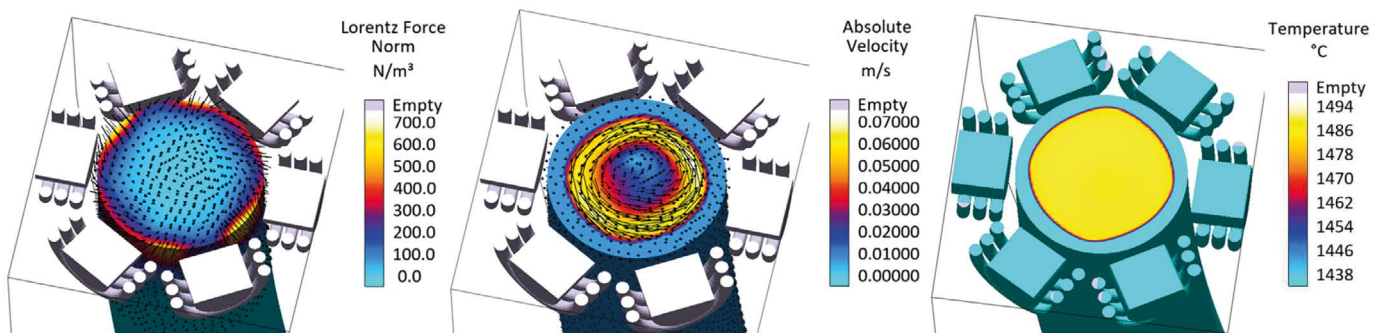 Lorentz Force
Norm
N/m³
Empty
700.0
600.0
500.0
400.0
300.0
200.0
100.0
0.0
Absolute
Velocity
m/s
Empty
0.07000
0.06000
0.05000
0.04000
0.03000
0.02000
0.01000
0.00000
Temperature
°C
Empty
1494
1486
1478
1470
1462
1454
1446
1438